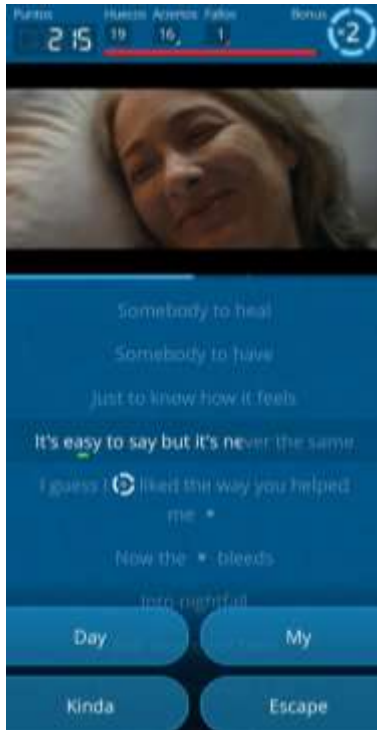 Puntos Huecos Aciertos Fallos Bonus
215 19 16 1 x2
Somebody to heal
Somebody to have
Just to know how it feels
It's easy to say but it's never the same
I guess I liked the way you helped
me *
Now the * bleeds
Into nightfall
Day My
Kinda Escape